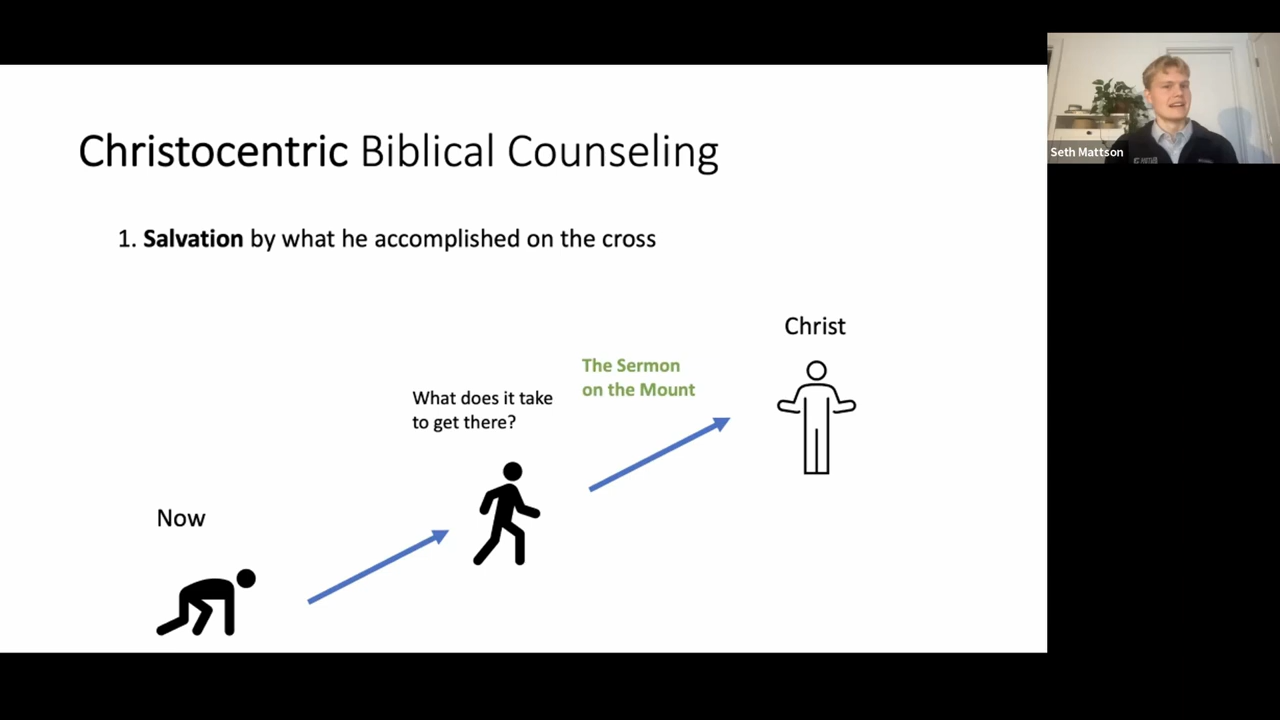 Christocentric Biblical Counseling
1. Salvation by what he accomplished on the cross
Christ
The Sermon
on the Mount
What does it take
to get there?
Now
Seth Mattson